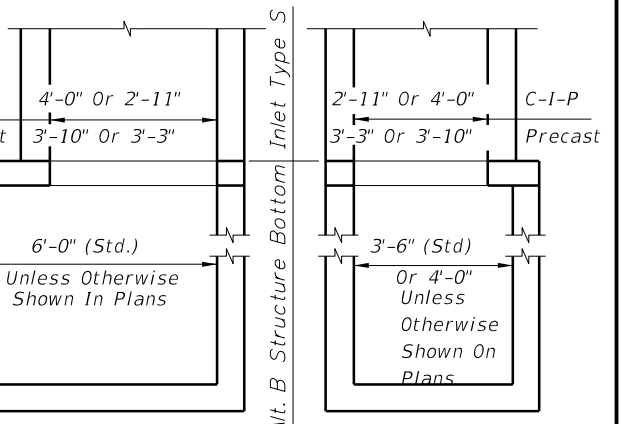 4'-0" Or 2'-11"
3'-10" Or 3'-3"
6'-0" (Std.)
Unless Otherwise
Shown In Plans
Alt. B Structure Bottom Inlet Type S
2'-11" Or 4'-0"
C-I-P
3'-3" Or 3'-10"
Precast
3'-6" (Std)
Or 4'-0"
Unless
Otherwise
Shown On
Plans